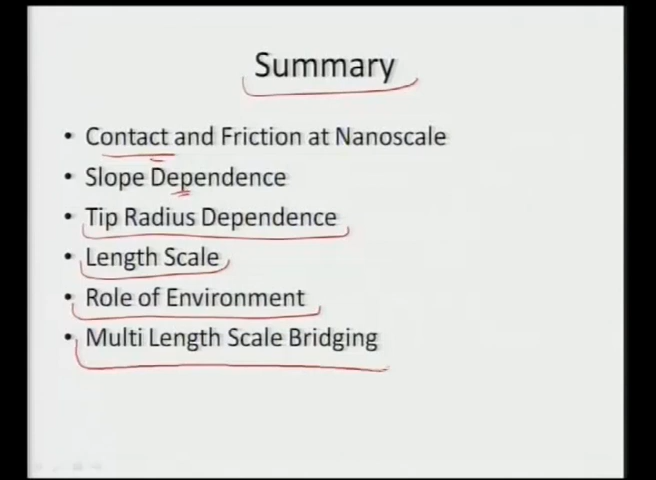 Summary
• Contact and Friction at Nanoscale
• Slope Dependence
• Tip Radius Dependence
• Length Scale
• Role of Environment
• Multi Length Scale Bridging